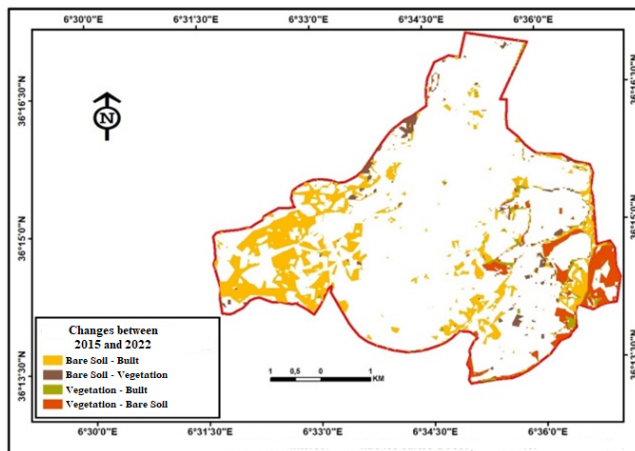 6°30'0"E 6°31'30"E 6°33'0"E 6°34'30"E 6°36'0"E
36°16'30"N
N
36°15'0"N
36°13'30"N
Changes between
2015 and 2022
Bare Soil - Built
Bare Soil - Vegetation
Vegetation - Built
Vegetation - Bare Soil
1 0,5 0 1
KM
6°30'0"E 6°31'30"E 6°33'0"E 6°34'30"E 6°36'0"E